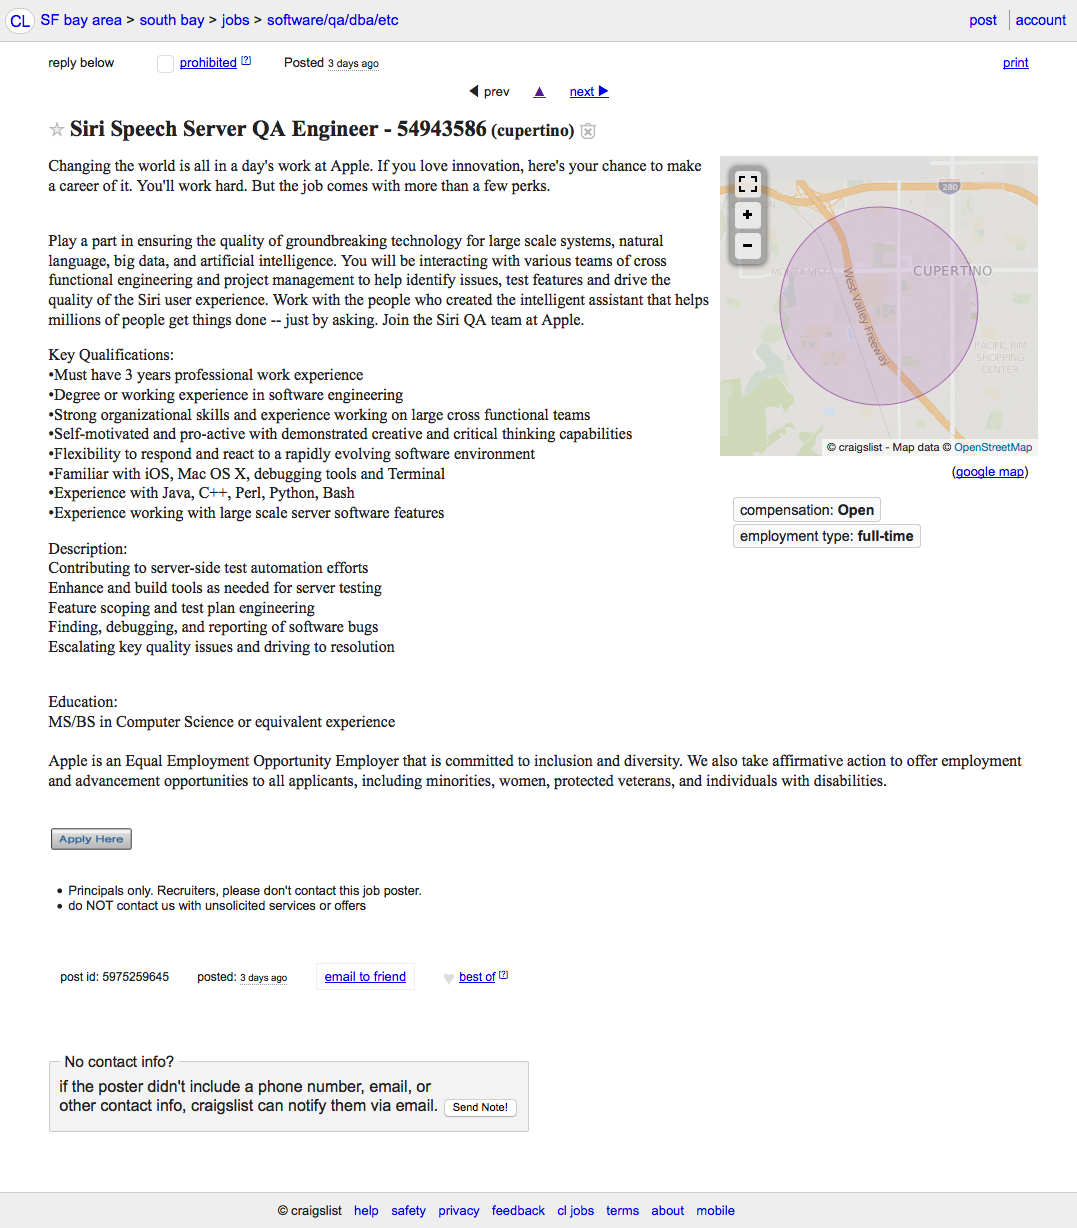 CL SF bay area > south bay > jobs > software/qa/dba/etc post account
reply below prohibited [?] Posted 3 days ago print
◀ prev ▲ next ▶
☆ Siri Speech Server QA Engineer - 54943586 (cupertino)
Changing the world is all in a day's work at Apple. If you love innovation, here's your chance to make
a career of it. You'll work hard. But the job comes with more than a few perks.
Play a part in ensuring the quality of groundbreaking technology for large scale systems, natural
language, big data, and artificial intelligence. You will be interacting with various teams of cross
functional engineering and project management to help identify issues, test features and drive the
quality of the Siri user experience. Work with the people who created the intelligent assistant that helps
millions of people get things done -- just by asking. Join the Siri QA team at Apple.
Key Qualifications:
•Must have 3 years professional work experience
•Degree or working experience in software engineering
•Strong organizational skills and experience working on large cross functional teams
•Self-motivated and pro-active with demonstrated creative and critical thinking capabilities
•Flexibility to respond and react to a rapidly evolving software environment
•Familiar with iOS, Mac OS X, debugging tools and Terminal
•Experience with Java, C++, Perl, Python, Bash
•Experience working with large scale server software features
Description:
Contributing to server-side test automation efforts
Enhance and build tools as needed for server testing
Feature scoping and test plan engineering
Finding, debugging, and reporting of software bugs
Escalating key quality issues and driving to resolution
Education:
MS/BS in Computer Science or equivalent experience
Apple is an Equal Employment Opportunity Employer that is committed to inclusion and diversity. We also take affirmative action to offer employment
and advancement opportunities to all applicants, including minorities, women, protected veterans, and individuals with disabilities.
+
−
280
MONTA VISTA
CUPERTINO
West Valley Freeway
PACIFIC RIM
SHOPPING
CENTER
© craigslist - Map data © OpenStreetMap
(google map)
compensation: Open
employment type: full-time
Apply Here
• Principals only. Recruiters, please don't contact this job poster.
• do NOT contact us with unsolicited services or offers
post id: 5975259645 posted: 3 days ago email to friend ♥ best of [?]
No contact info?
if the poster didn't include a phone number, email, or
other contact info, craigslist can notify them via email. Send Note!
© craigslist help safety privacy feedback cl jobs terms about mobile